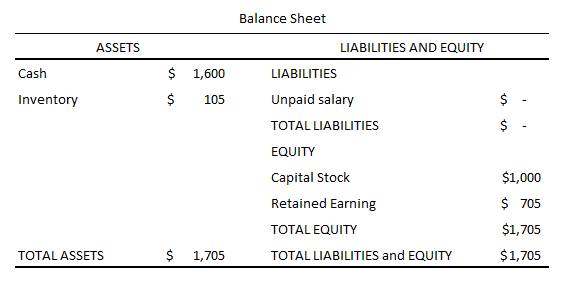 Balance Sheet
ASSETS LIABILITIES AND EQUITY
Cash $ 1,600 LIABILITIES
Inventory $ 105 Unpaid salary $ -
TOTAL LIABILITIES $ -
EQUITY
Capital Stock $1,000
Retained Earning $ 705
TOTAL EQUITY $1,705
TOTAL ASSETS $ 1,705 TOTAL LIABILITIES and EQUITY $1,705